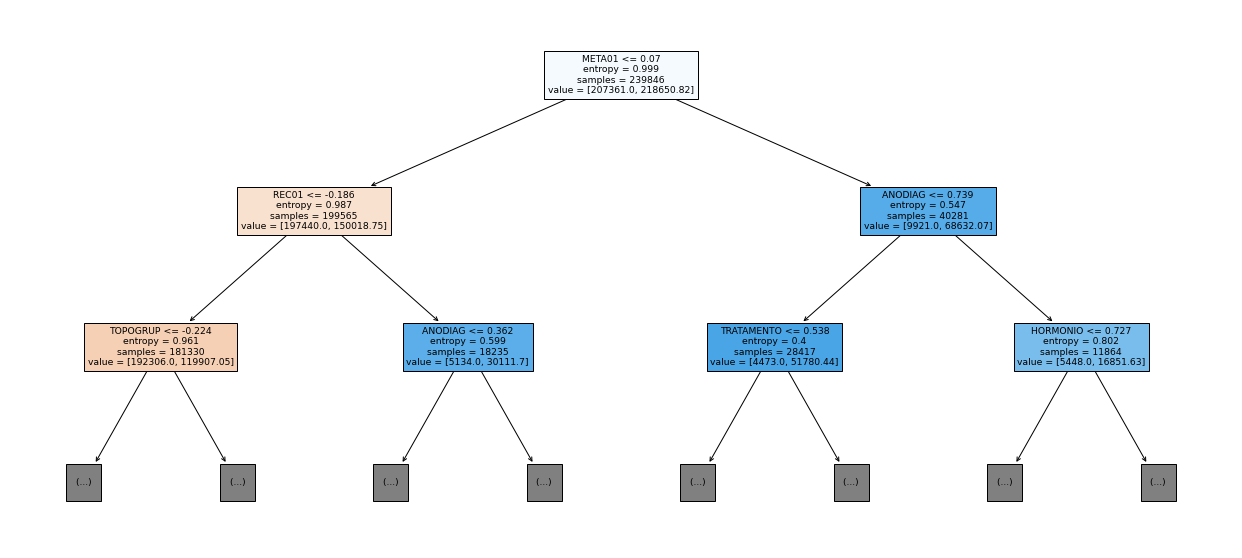 META01 <= 0.07
entropy = 0.999
samples = 239846
value = [207361.0, 218650.82]
REC01 <= -0.186
entropy = 0.987
samples = 199565
value = [197440.0, 150018.75]
ANODIAG <= 0.739
entropy = 0.547
samples = 40281
value = [9921.0, 68632.07]
TOPOGRUP <= -0.224
entropy = 0.961
samples = 181330
value = [192306.0, 119907.05]
ANODIAG <= 0.362
entropy = 0.599
samples = 18235
value = [5134.0, 30111.7]
TRATAMENTO <= 0.538
entropy = 0.4
samples = 28417
value = [4473.0, 51780.44]
HORMONIO <= 0.727
entropy = 0.802
samples = 11864
value = [5448.0, 16851.63]
(...)
(...)
(...)
(...)
(...)
(...)
(...)
(...)